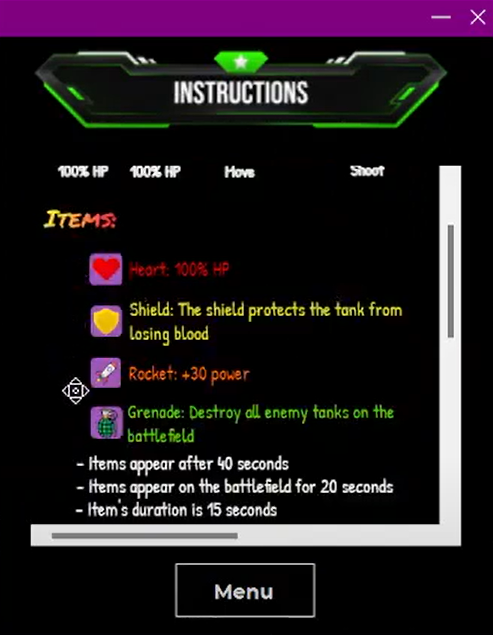 INSTRUCTIONS
100% HP 100% HP Move Shoot
ITEMS:
Heart: 100% HP
Shield: The shield protects the tank from
losing blood
Rocket: +30 power
Grenade: Destroy all enemy tanks on the
battlefield
- Items appear after 40 seconds
- Items appear on the battlefield for 20 seconds
- Item's duration is 15 seconds
Menu